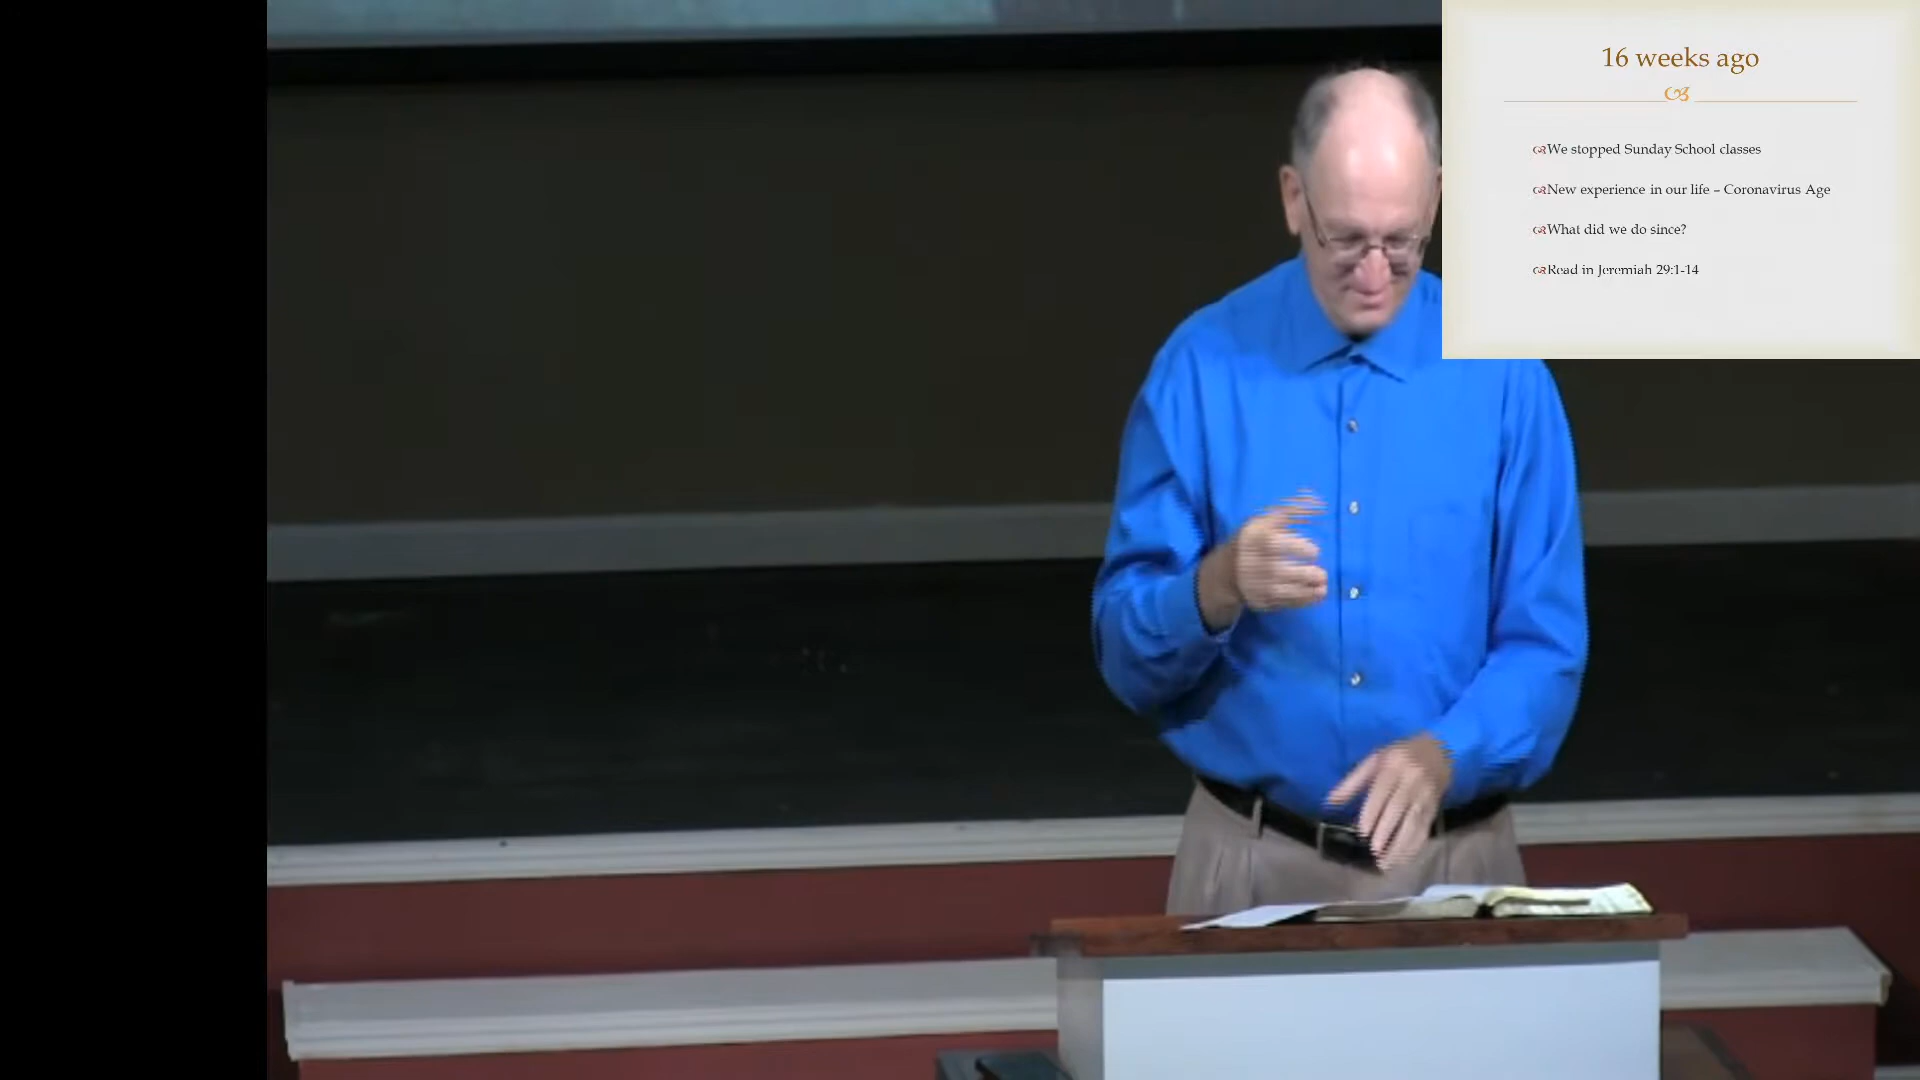 16 weeks ago
We stopped Sunday School classes
New experience in our life – Coronavirus Age
What did we do since?
Read in Jeremiah 29:1-14